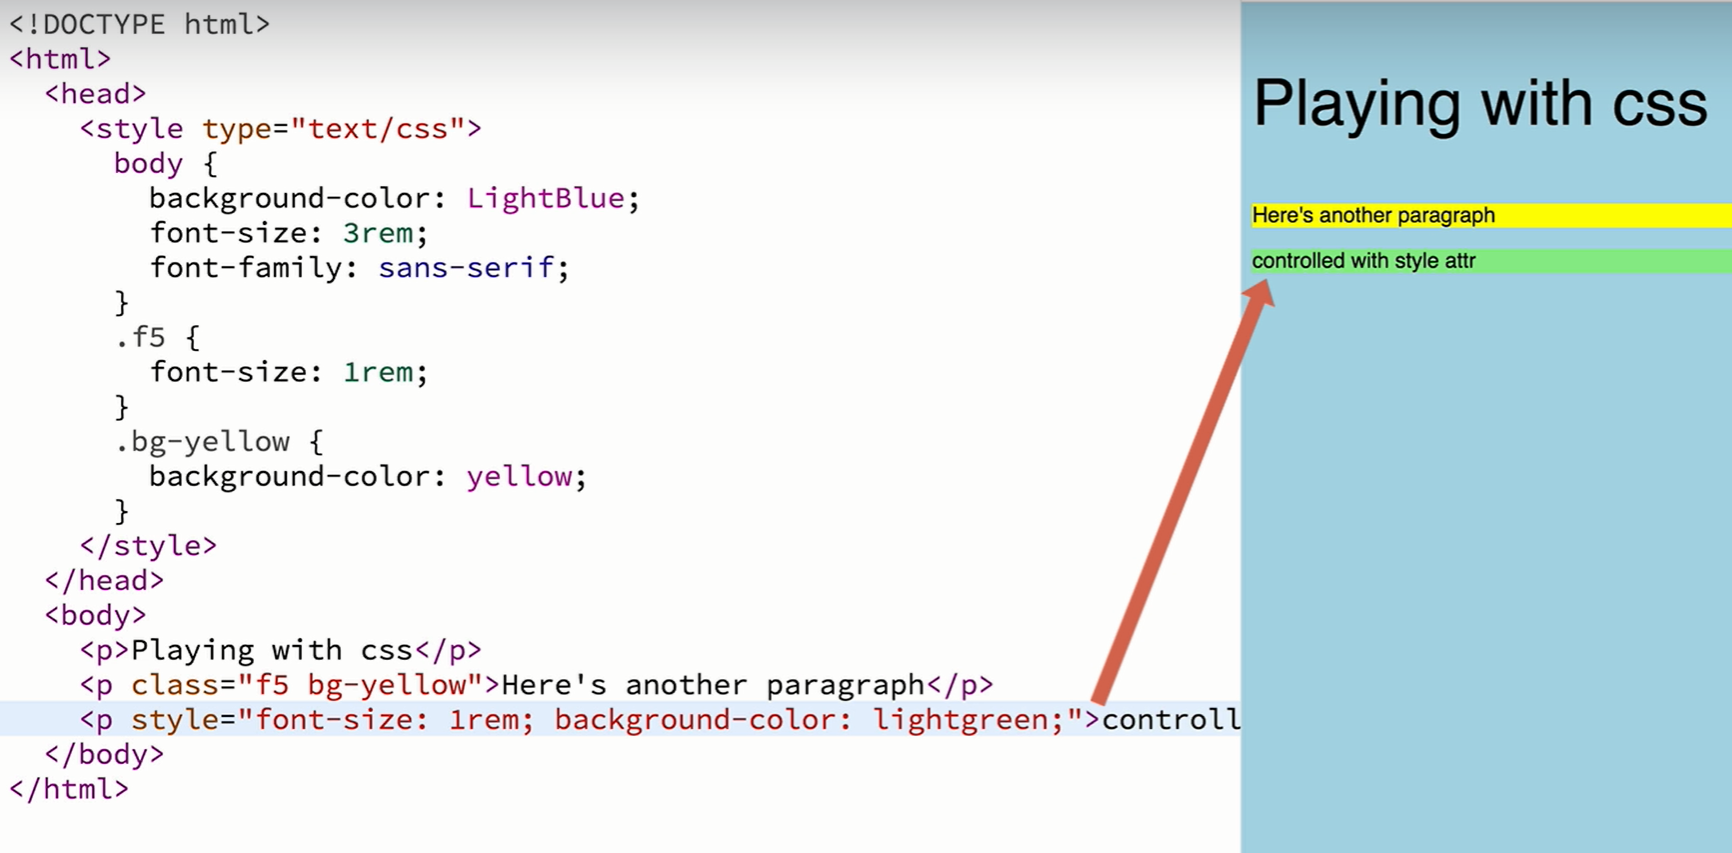 <!DOCTYPE html>
<html>
<head>
<style type="text/css">
body {
background-color: LightBlue;
font-size: 3rem;
font-family: sans-serif;
}
.f5 {
font-size: 1rem;
}
.bg-yellow {
background-color: yellow;
}
</style>
</head>
<body>
<p>Playing with css</p>
<p class="f5 bg-yellow">Here's another paragraph</p>
<p style="font-size: 1rem; background-color: lightgreen;">controll
</body>
</html>
Playing with css
Here's another paragraph
controlled with style attr